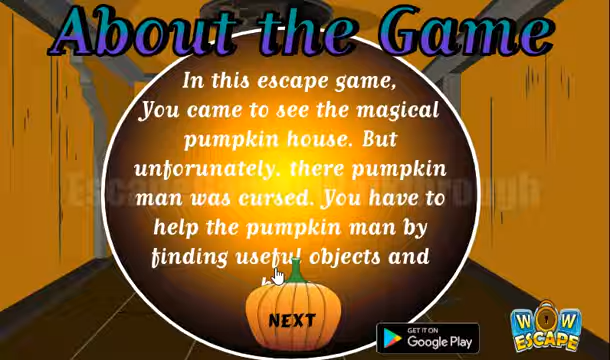 About the Game
In this escape game,
You came to see the magical
pumpkin house. But
unforunately. there pumpkin
man was cursed. You have to
help the pumpkin man by
finding useful objects and
NEXT
GET IT ON
Google Play
WOW
ESCAPE